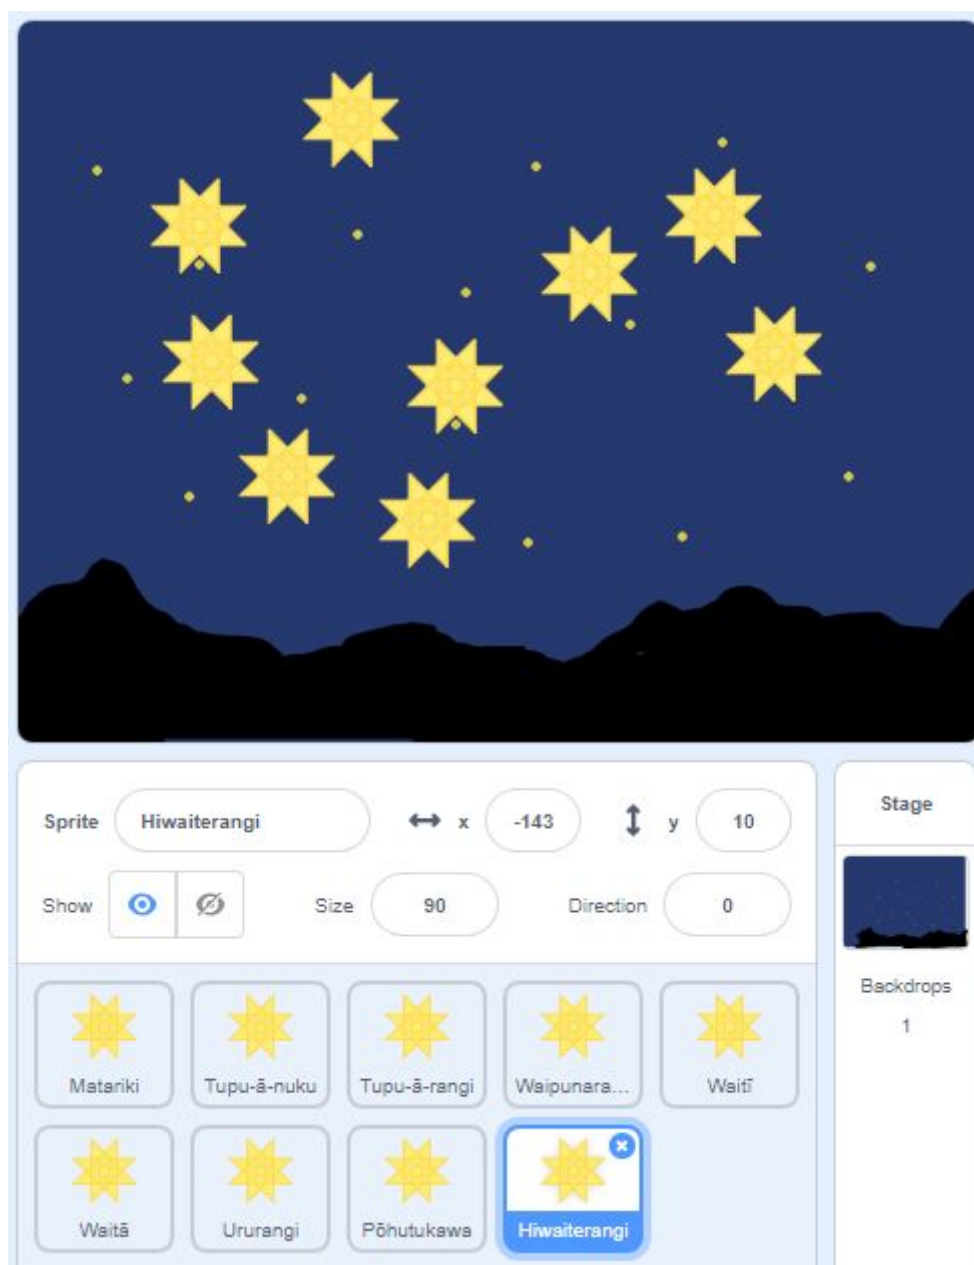 Sprite Hiwaiterangi x -143 y 10
Show Size 90 Direction 0
Stage
Backdrops
1
Matariki Tupu-ā-nuku Tupu-ā-rangi Waipunara... Waitī
Waitā Ururangi Pōhutukawa Hiwaiterangi